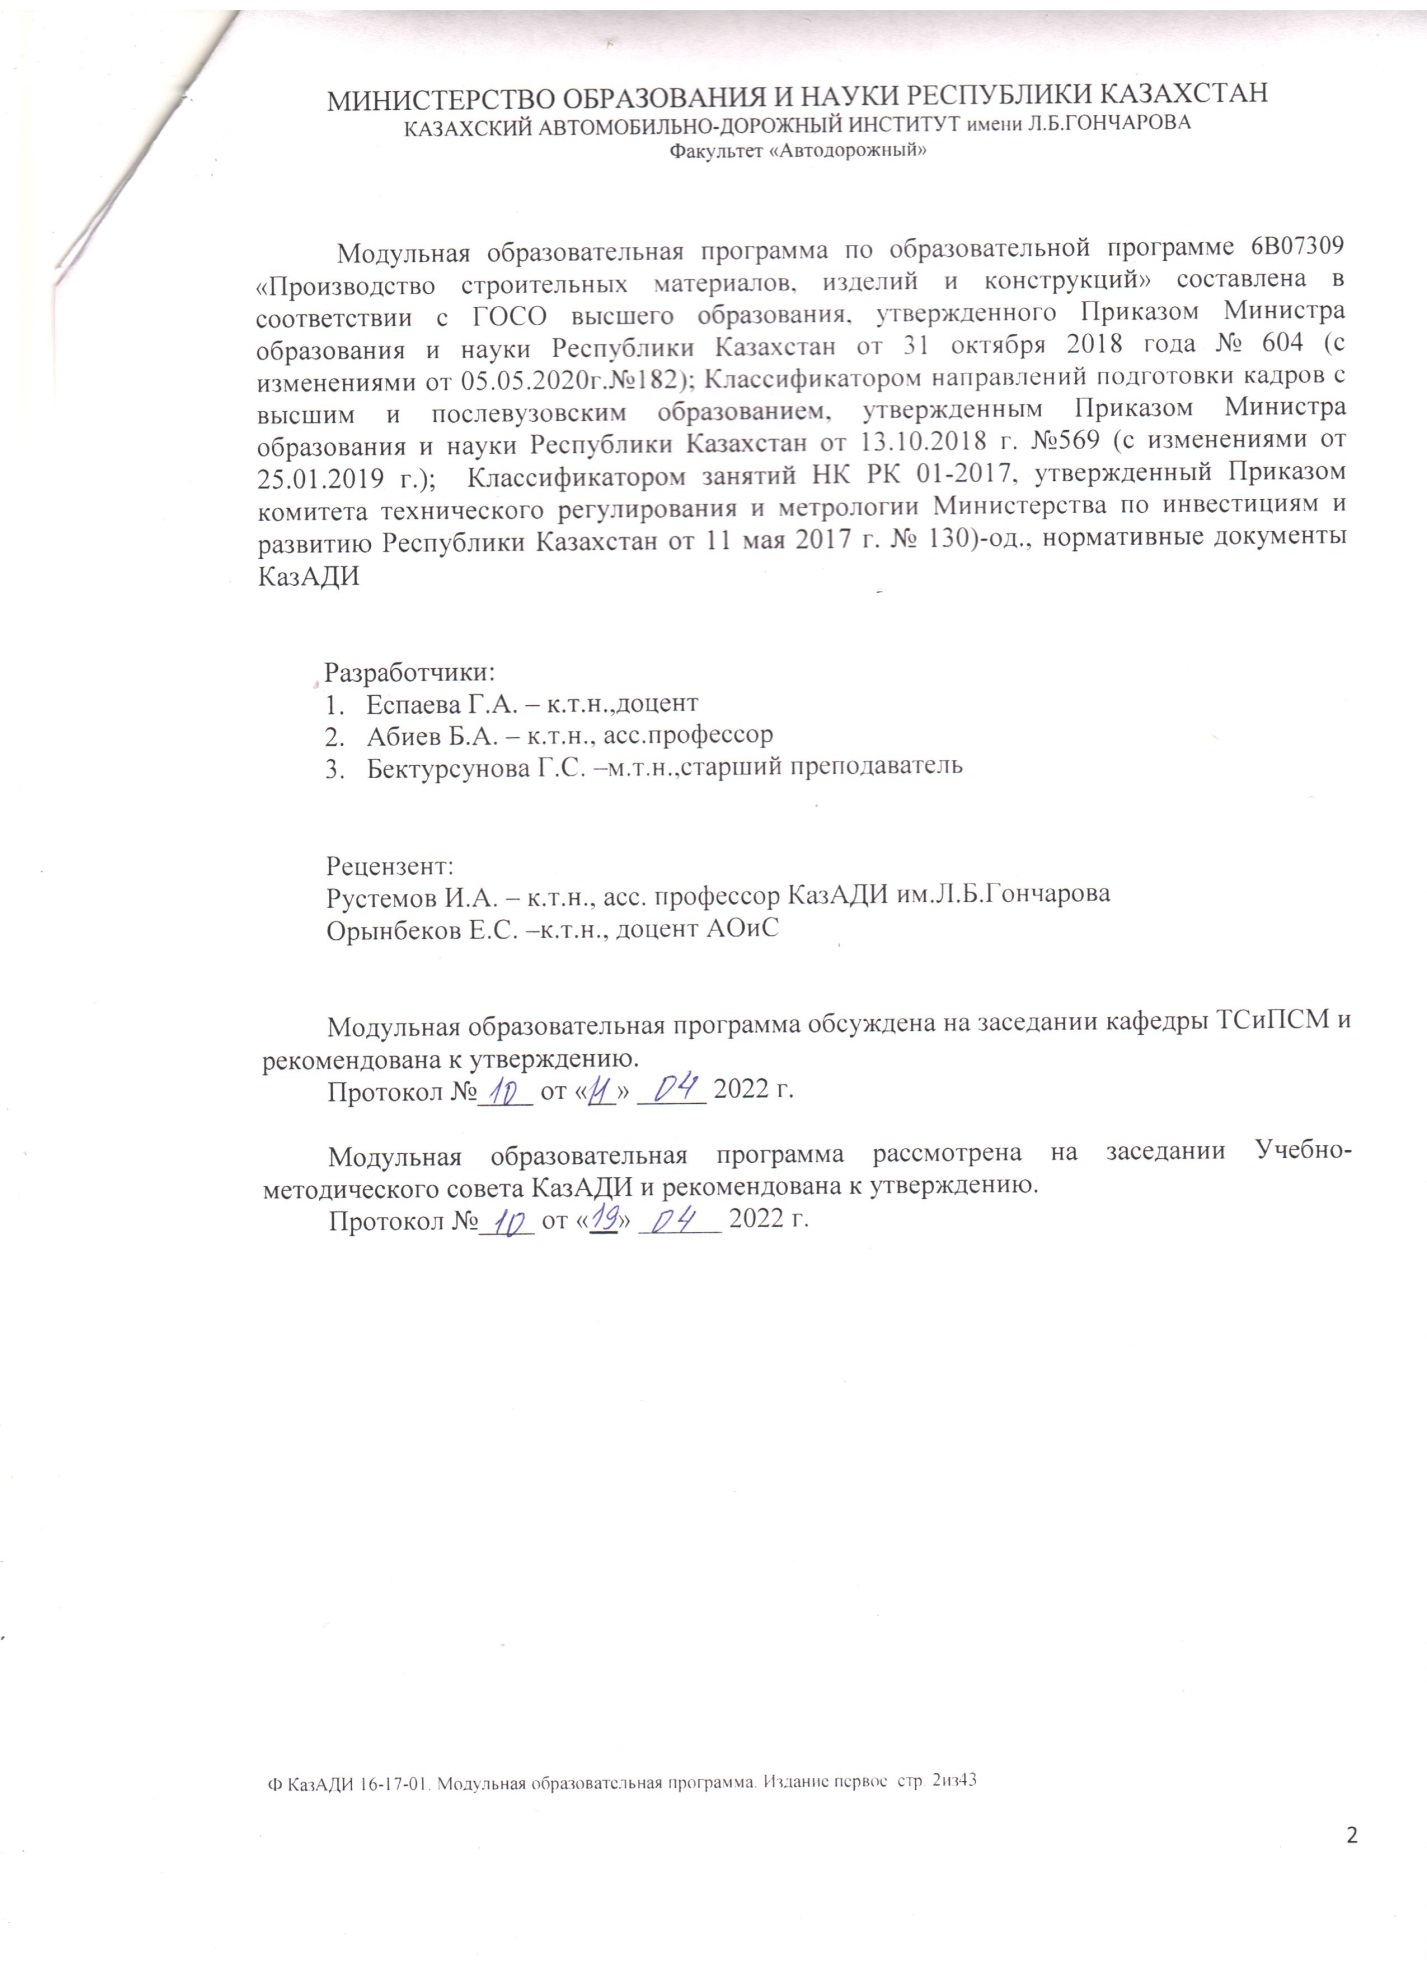 МИНИСТЕРСТВО ОБРАЗОВАНИЯ И НАУКИ РЕСПУБЛИКИ КАЗАХСТАН
КАЗАХСКИЙ АВТОМОБИЛЬНО-ДОРОЖНЫЙ ИНСТИТУТ имени Л.Б.ГОНЧАРОВА
Факультет «Автодорожный»
Модульная образовательная программа по образовательной программе 6В07309
«Производство строительных материалов, изделий и конструкций» составлена в
соответствии с ГОСО высшего образования, утвержденного Приказом Министра
образования и науки Республики Казахстан от 31 октября 2018 года № 604 (с
изменениями от 05.05.2020г.№182); Классификатором направлений подготовки кадров с
высшим и послевузовским образованием, утвержденным Приказом Министра
образования и науки Республики Казахстан от 13.10.2018 г. №569 (с изменениями от
25.01.2019 г.); Классификатором занятий НК РК 01-2017, утвержденный Приказом
комитета технического регулирования и метрологии Министерства по инвестициям и
развитию Республики Казахстан от 11 мая 2017 г. № 130)-од., нормативные документы
КазАДИ
Разработчики:
1. Еспаева Г.А. – к.т.н.,доцент
2. Абиев Б.А. – к.т.н., асс.профессор
3. Бектурсунова Г.С. –м.т.н.,старший преподаватель
Рецензент:
Рустемов И.А. – к.т.н., асс. профессор КазАДИ им.Л.Б.Гончарова
Орынбеков Е.С. –к.т.н., доцент АОиС
Модульная образовательная программа обсуждена на заседании кафедры ТСиПСМ и
рекомендована к утверждению.
Протокол № 10 от «11» 04 2022 г.
Модульная образовательная программа рассмотрена на заседании Учебно-
методического совета КазАДИ и рекомендована к утверждению.
Протокол № 10 от «19» 04 2022 г.
Ф КазАДИ 16-17-01. Модульная образовательная программа. Издание первое стр. 2из43
2